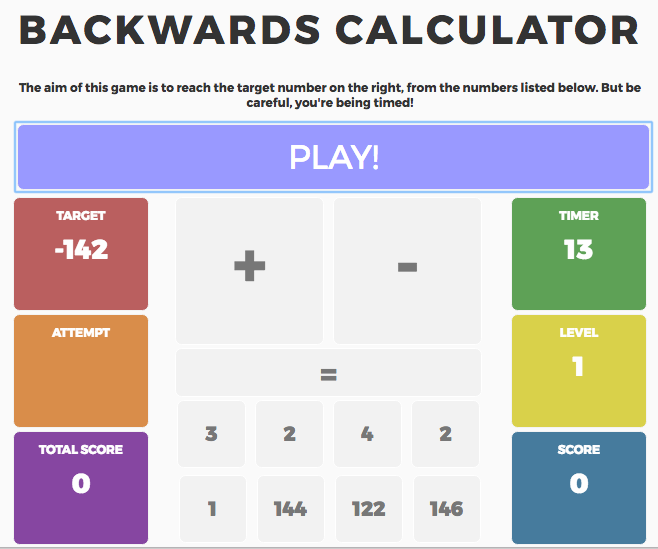 BACKWARDS CALCULATOR
The aim of this game is to reach the target number on the right, from the numbers listed below. But be
careful, you're being timed!
PLAY!
TARGET
-142
+
-
TIMER
13
ATTEMPT
=
LEVEL
1
3 2 4 2
TOTAL SCORE
0
1 144 122 146
SCORE
0